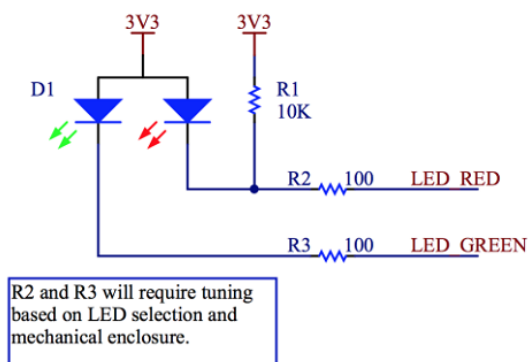 3V3
3V3
D1
R1
10K
R2 100 LED_RED
R3 100 LED_GREEN
R2 and R3 will require tuning
based on LED selection and
mechanical enclosure.